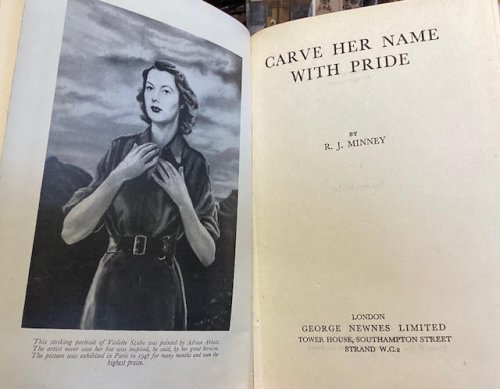 This striking portrait of Violette Szabo was painted by Adrian Abbot.
The artist never saw her but was inspired, he said, by her great heroism.
The picture was exhibited in Paris in 1947 for many months and won the
highest praise.
CARVE HER NAME
WITH PRIDE
BY
R. J. MINNEY
LONDON
GEORGE NEWNES LIMITED
TOWER HOUSE, SOUTHAMPTON STREET
STRAND W.C.2